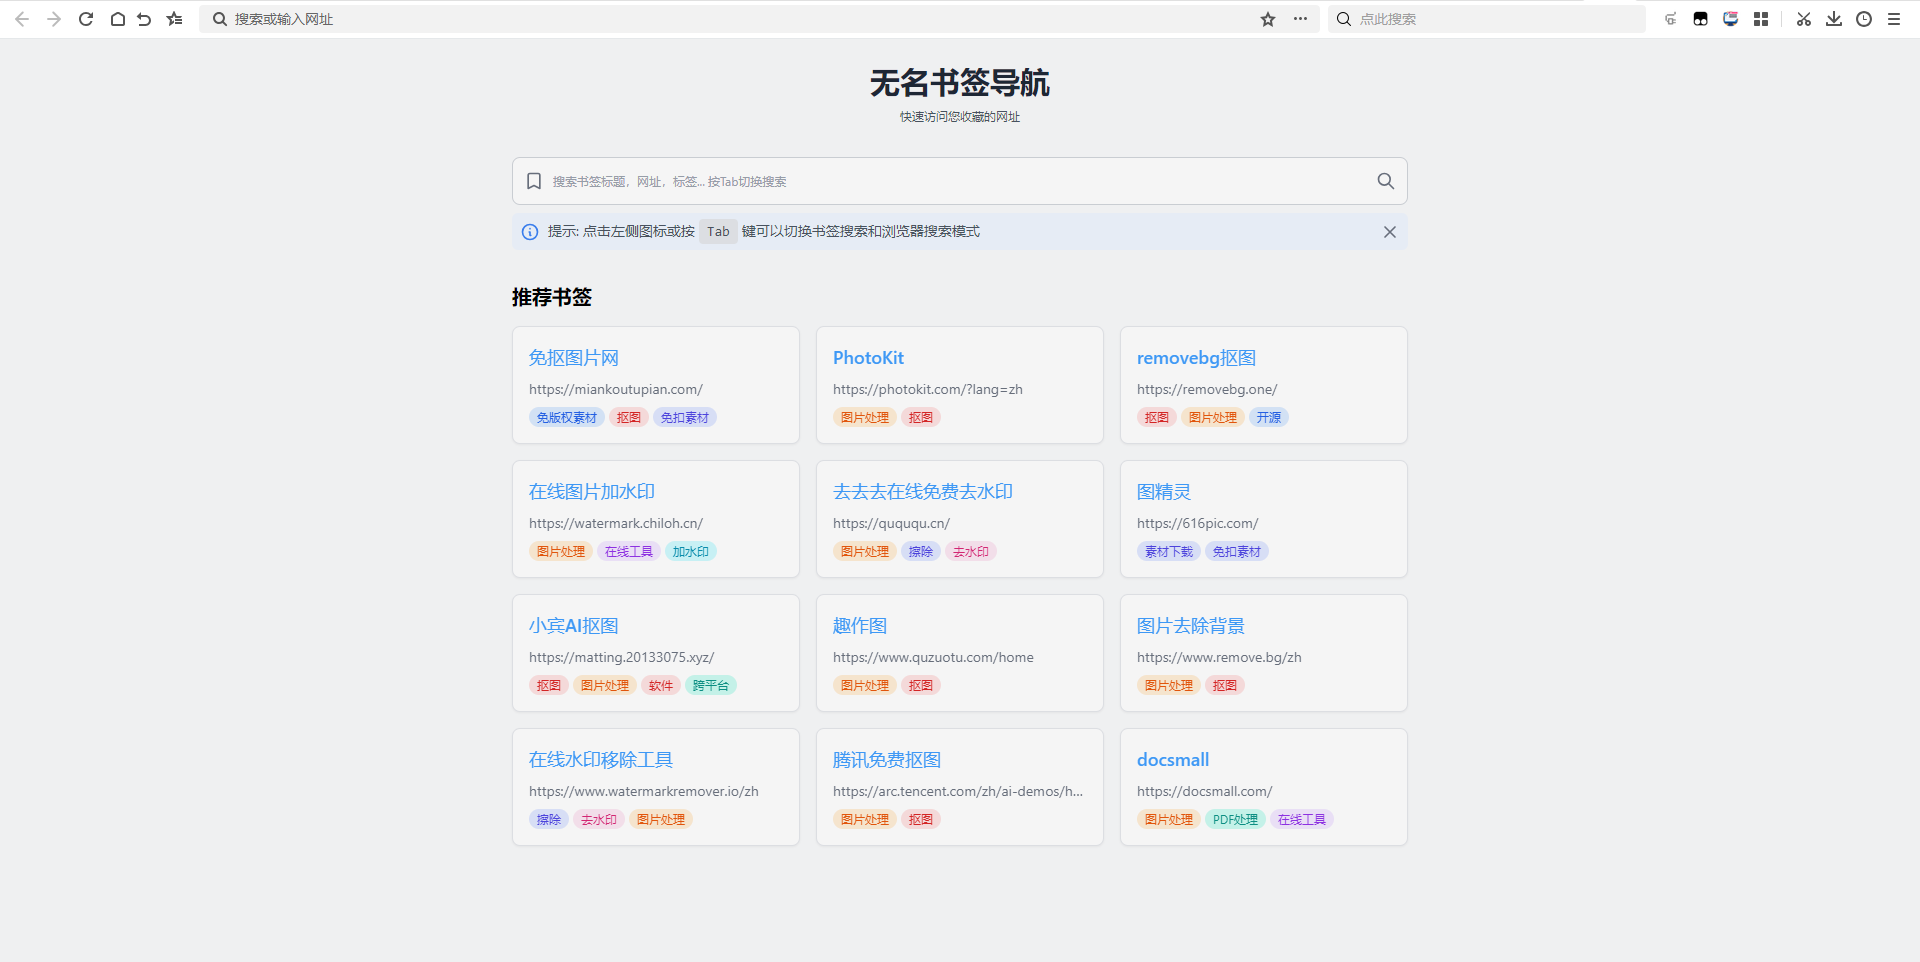 搜索或输入网址
点此搜索
无名书签导航
快速访问您收藏的网址
搜索书签标题，网址，标签... 按Tab切换搜索
提示: 点击左侧图标或按 Tab 键可以切换书签搜索和浏览器搜索模式
推荐书签
免抠图片网
https://miankoutupian.com/
免版权素材 抠图 免扣素材
PhotoKit
https://photokit.com/?lang=zh
图片处理 抠图
removebg抠图
https://removebg.one/
抠图 图片处理 开源
在线图片加水印
https://watermark.chiloh.cn/
图片处理 在线工具 加水印
去去去在线免费去水印
https://quququ.cn/
图片处理 擦除 去水印
图精灵
https://616pic.com/
素材下载 免扣素材
小宾AI抠图
https://matting.20133075.xyz/
抠图 图片处理 软件 跨平台
趣作图
https://www.quzuotu.com/home
图片处理 抠图
图片去除背景
https://www.remove.bg/zh
图片处理 抠图
在线水印移除工具
https://www.watermarkremover.io/zh
擦除 去水印 图片处理
腾讯免费抠图
https://arc.tencent.com/zh/ai-demos/h...
图片处理 抠图
docsmall
https://docsmall.com/
图片处理 PDF处理 在线工具